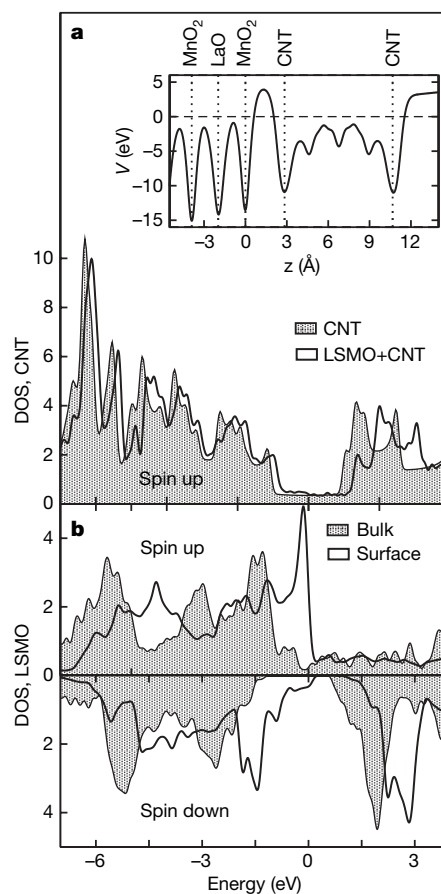 a
MnO2
LaO
MnO2
CNT
CNT
V (eV)
5
0
−5
−10
−15
−3
0
3
6
9
12
z (Å)
DOS, CNT
10
8
6
4
2
0
CNT
LSMO+CNT
Spin up
b
DOS, LSMO
4
2
0
2
4
Spin up
Bulk
Surface
Spin down
−6
−3
0
3
Energy (eV)